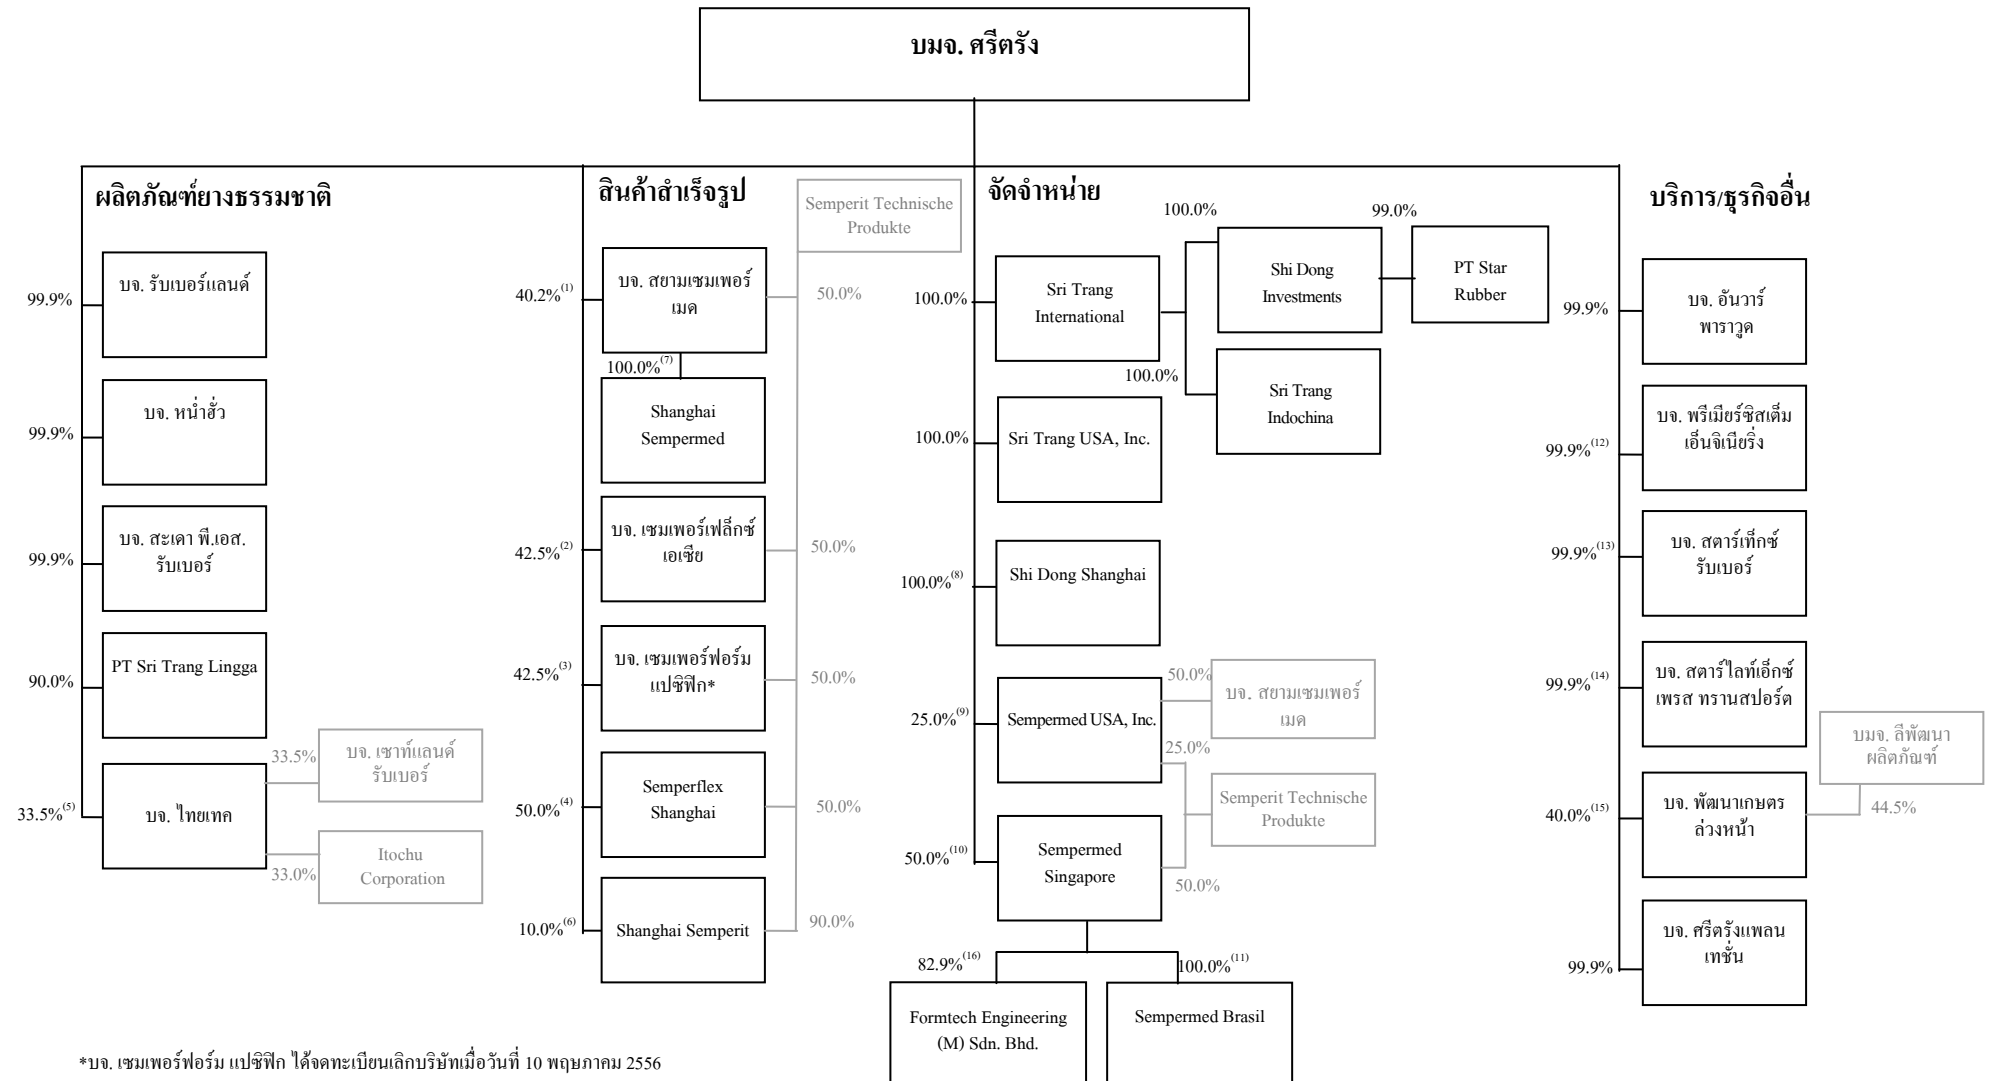 บมจ. ศรีตรัง
ผลิตภัณฑ์ยางธรรมชาติ
99.9%
บจ. รับเบอร์แลนด์
99.9%
บจ. หน่ำฮั่ว
99.9%
บจ. สะเดา พี.เอส.
รับเบอร์
90.0%
PT Sri Trang Lingga
33.5%(5)
บจ. ไทยเทค
33.5%
บจ. เซาท์แลนด์
รับเบอร์
33.0%
Itochu
Corporation
สินค้าสำเร็จรูป
Semperit Technische
Produkte
40.2%(1)
บจ. สยามเซมเพอร์
เมด
50.0%
100.0%(7)
Shanghai
Sempermed
42.5%(2)
บจ. เซมเพอร์เฟล็กซ์
เอเซีย
50.0%
42.5%(3)
บจ. เซมเพอร์ฟอร์ม
แปซิฟิก*
50.0%
50.0%(4)
Semperflex
Shanghai
50.0%
10.0%(6)
Shanghai Semperit
90.0%
จัดจำหน่าย
100.0%
Sri Trang
International
100.0%
Shi Dong
Investments
99.0%
PT Star
Rubber
100.0%
Sri Trang
Indochina
100.0%
Sri Trang USA, Inc.
100.0%(8)
Shi Dong Shanghai
25.0%(9)
Sempermed USA, Inc.
50.0%
บจ. สยามเซมเพอร์
เมด
25.0%
Semperit Technische
Produkte
50.0%(10)
Sempermed
Singapore
50.0%
82.9%(16)
Formtech Engineering
(M) Sdn. Bhd.
100.0%(11)
Sempermed Brasil
บริการ/ธุรกิจอื่น
99.9%
บจ. อันวาร์
พาราวูด
99.9%(12)
บจ. พรีเมียร์ซิสเต็ม
เอ็นจิเนียริ่ง
99.9%(13)
บจ. สตาร์เท็กซ์
รับเบอร์
99.9%(14)
บจ. สตาร์ไลท์เอ็กซ์
เพรส ทรานสปอร์ต
40.0%(15)
บจ. พัฒนาเกษตร
ล่วงหน้า
บมจ. ลีพัฒนา
ผลิตภัณฑ์
44.5%
99.9%
บจ. ศรีตรังแพลน
เทชั่น
*บจ. เซมเพอร์ฟอร์ม แปซิฟิก ได้จดทะเบียนเลิกบริษัทเมื่อวันที่ 10 พฤษภาคม 2556